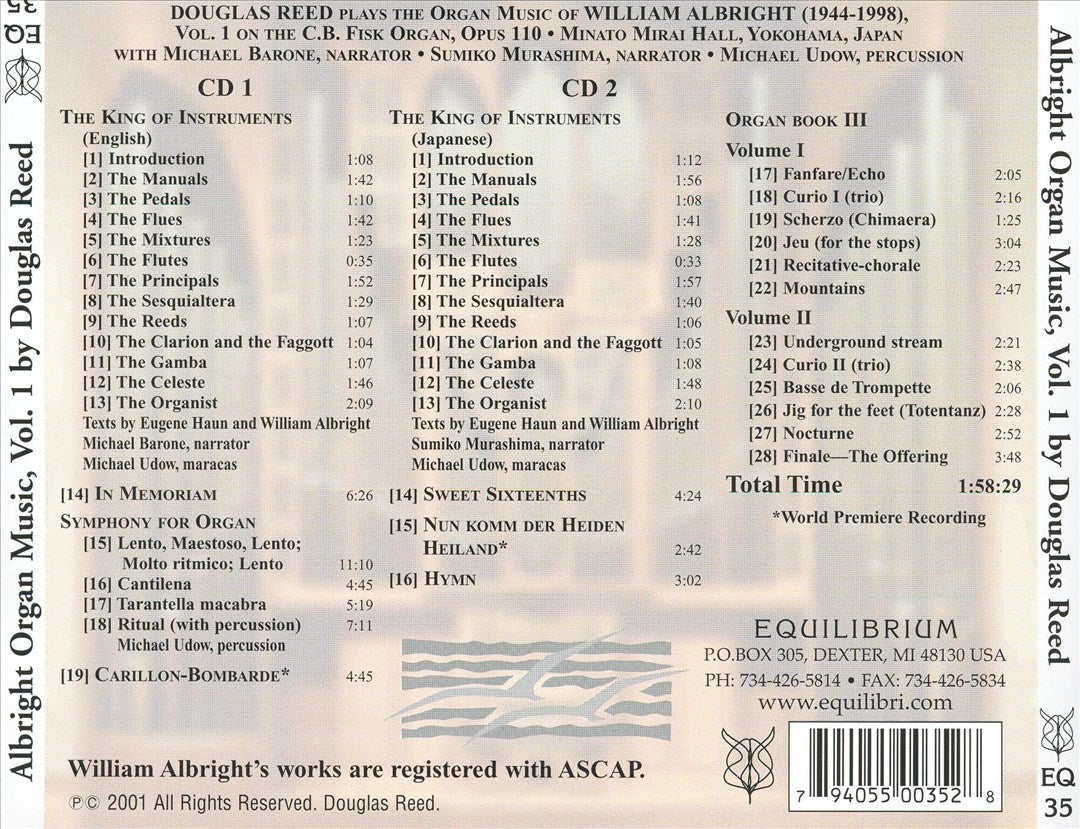 DOUGLAS REED PLAYS THE ORGAN MUSIC OF WILLIAM ALBRIGHT (1944-1998),
VOL. 1 ON THE C.B. FISK ORGAN, OPUS 110 • MINATO MIRAI HALL, YOKOHAMA, JAPAN
WITH MICHAEL BARONE, NARRATOR • SUMIKO MURASHIMA, NARRATOR • MICHAEL UDOW, PERCUSSION
CD 1
THE KING OF INSTRUMENTS
(English)
[1] Introduction 1:08
[2] The Manuals 1:42
[3] The Pedals 1:10
[4] The Flues 1:42
[5] The Mixtures 1:23
[6] The Flutes 0:35
[7] The Principals 1:52
[8] The Sesquialtera 1:29
[9] The Reeds 1:07
[10] The Clarion and the Faggott 1:04
[11] The Gamba 1:07
[12] The Celeste 1:46
[13] The Organist 2:09
Texts by Eugene Haun and William Albright
Michael Barone, narrator
Michael Udow, maracas
[14] IN MEMORIAM 6:26
SYMPHONY FOR ORGAN
[15] Lento, Maestoso, Lento;
Molto ritmico; Lento 11:10
[16] Cantilena 4:45
[17] Tarantella macabra 5:19
[18] Ritual (with percussion) 7:11
Michael Udow, percussion
[19] CARILLON-BOMBARDE* 4:45
CD 2
THE KING OF INSTRUMENTS
(Japanese)
[1] Introduction 1:12
[2] The Manuals 1:56
[3] The Pedals 1:08
[4] The Flues 1:41
[5] The Mixtures 1:28
[6] The Flutes 0:33
[7] The Principals 1:57
[8] The Sesquialtera 1:40
[9] The Reeds 1:06
[10] The Clarion and the Faggott 1:05
[11] The Gamba 1:08
[12] The Celeste 1:48
[13] The Organist 2:10
Texts by Eugene Haun and William Albright
Sumiko Murashima, narrator
Michael Udow, maracas
[14] SWEET SIXTEENTHS 4:24
[15] NUN KOMM DER HEIDEN
HEILAND* 2:42
[16] HYMN 3:02
ORGAN BOOK III
Volume I
[17] Fanfare/Echo 2:05
[18] Curio I (trio) 2:16
[19] Scherzo (Chimaera) 1:25
[20] Jeu (for the stops) 3:04
[21] Recitative-chorale 2:23
[22] Mountains 2:47
Volume II
[23] Underground stream 2:21
[24] Curio II (trio) 2:38
[25] Basse de Trompette 2:06
[26] Jig for the feet (Totentanz) 2:28
[27] Nocturne 2:52
[28] Finale—The Offering 3:48
Total Time 1:58:29
*World Premiere Recording
EQUILIBRIUM
P.O.BOX 305, DEXTER, MI 48130 USA
PH: 734-426-5814 • FAX: 734-426-5834
www.equilibri.com
7 94055 00352 8
William Albright's works are registered with ASCAP.
℗© 2001 All Rights Reserved. Douglas Reed.
Albright Organ Music, Vol. 1 by Douglas Reed
EQ
35
Albright Organ Music, Vol. 1 by Douglas Reed
EQ
35